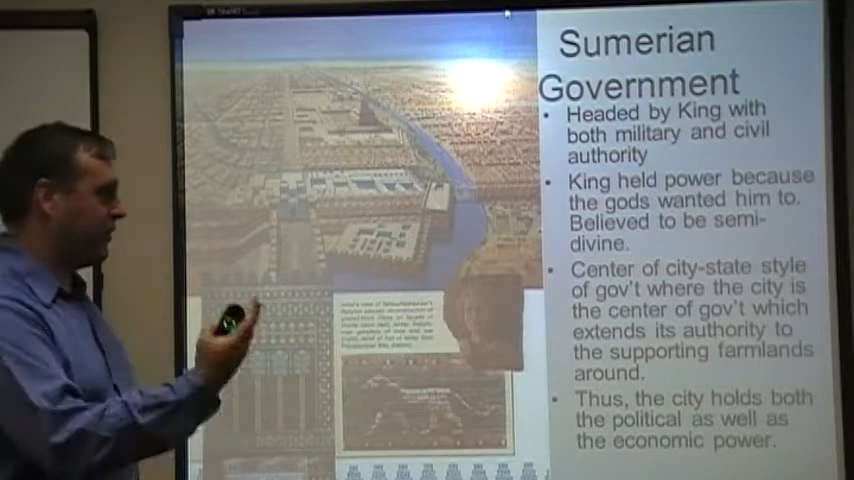 Sumerian
Government
• Headed by King with
both military and civil
authority
• King held power because
the gods wanted him to.
Believed to be semi-
divine.
• Center of city-state style
of gov't where the city is
the center of gov't which
extends its authority to
the supporting farmlands
around.
• Thus, the city holds both
the political as well as
the economic power.